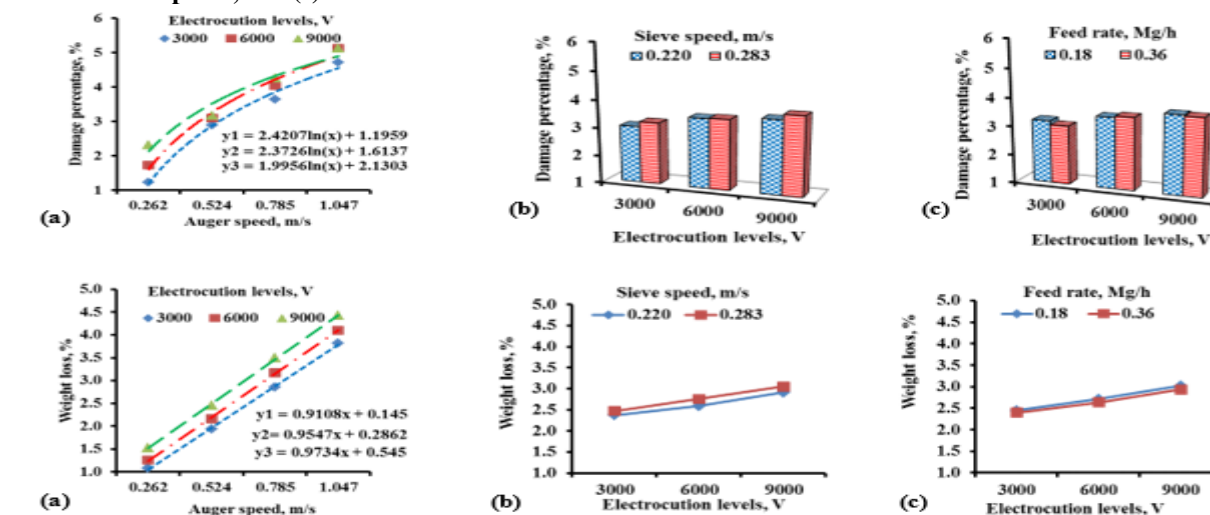 Electrocution levels, V
3000 6000 9000
Damage percentage, %
6
5
4
3
2
1
y1 = 2.4207ln(x) + 1.1959
y2 = 2.3726ln(x) + 1.6137
y3 = 1.9956ln(x) + 2.1303
0.262 0.524 0.785 1.047
(a)
Auger speed, m/s
Sieve speed, m/s
0.220 0.283
Damage percentage, %
6
5
4
3
2
1
3000 6000 9000
(b)
Electrocution levels, V
Feed rate, Mg/h
0.18 0.36
Damage percentage, %
6
5
4
3
2
1
3000 6000 9000
(c)
Electrocution levels, V
Electrocution levels, V
3000 6000 9000
Weight loss, %
5.0
4.5
4.0
3.5
3.0
2.5
2.0
1.5
1.0
y1 = 0.9108x + 0.145
y2= 0.9547x + 0.2862
y3 = 0.9734x + 0.545
0.262 0.524 0.785 1.047
(a)
Auger speed, m/s
Sieve speed, m/s
0.220 0.283
Weight loss, %
5.0
4.5
4.0
3.5
3.0
2.5
2.0
1.5
1.0
3000 6000 9000
(b)
Electrocution levels, V
Feed rate, Mg/h
0.18 0.36
Weight loss, %
5.0
4.5
4.0
3.5
3.0
2.5
2.0
1.5
1.0
3000 6000 9000
(c)
Electrocution levels, V